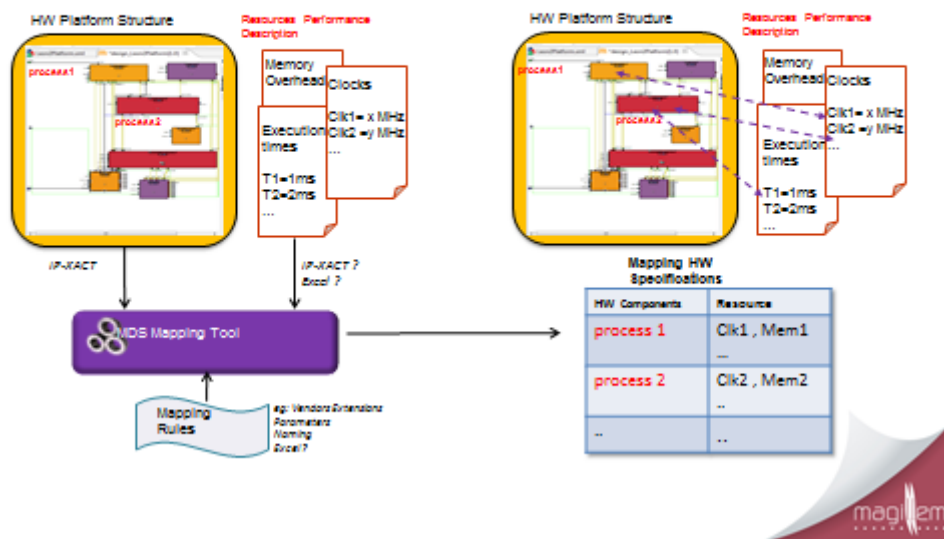 HW Platform Structure
Resources Performance
Description
process1
process2
Memory
Overhead
Execution
times
T1=1ms
T2=2ms
...
Clocks
Clk1= x MHz
Clk2 =y MHz
...
IP-XACT
IP-XACT ?
Excel ?
MDS Mapping Tool
Mapping
Rules
eg: Vendors Extensions
Parameters
Naming
Excel ?
HW Platform Structure
Resources Performance
Description
process1
process2
Memory
Overhead
Execution
times
T1=1ms
T2=2ms
...
Clocks
Clk1= x MHz
Clk2 =y MHz
...
Mapping HW
Specifications
HW Components Resource
process 1 Clk1 , Mem1
...
process 2 Clk2 , Mem2
..
.. ..
magillem